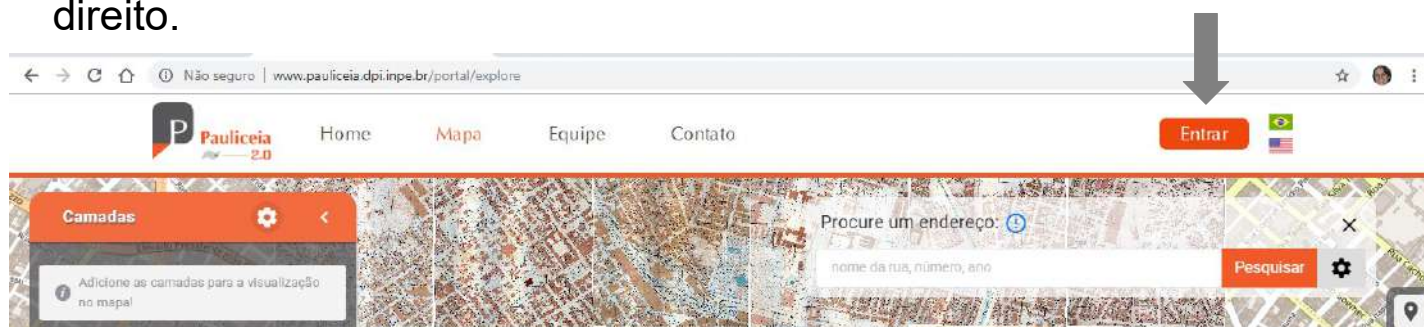 direito.
Não seguro | www.pauliceia.dpi.inpe.br/portal/explore
P Pauliceia 2.0 Home Mapa Equipe Contato Entrar
Camadas
Procure um endereço:
nome da rua, número, ano Pesquisar
Adicione as camadas para a visualização
no mapa!